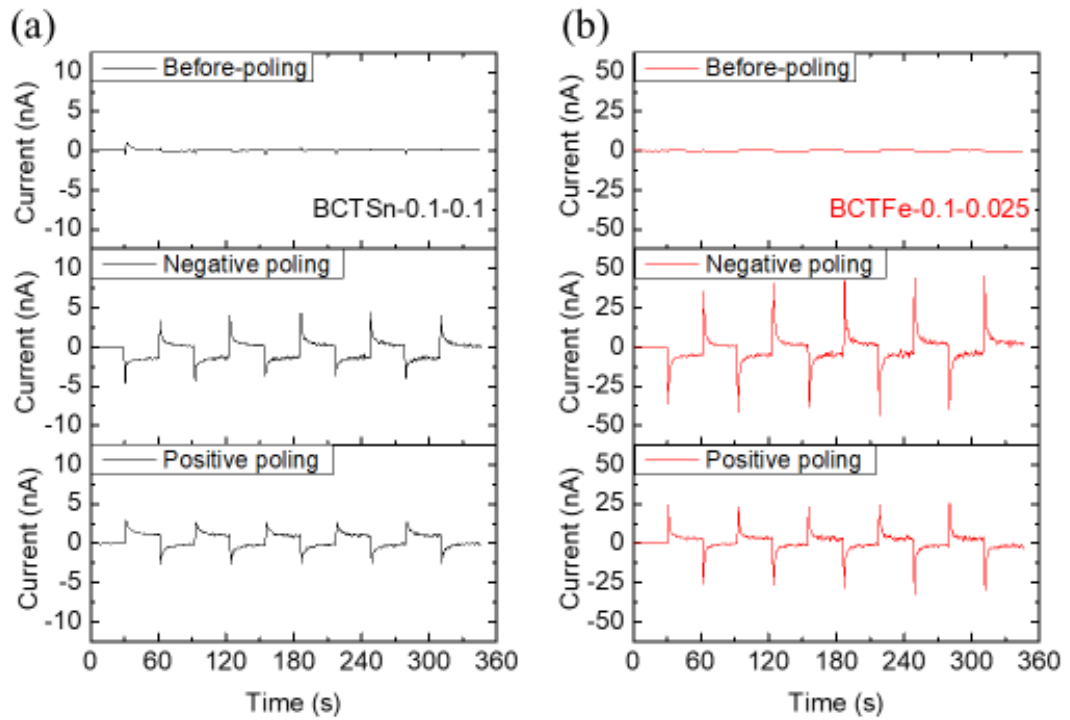 (a)
Before-poling
10
5
0
-5
-10
Current (nA)
BCTSn-0.1-0.1
Negative poling
10
5
0
-5
-10
Current (nA)
Positive poling
10
5
0
-5
-10
Current (nA)
0 60 120 180 240 300 360
Time (s)
(b)
Before-poling
50
25
0
-25
-50
Current (nA)
BCTFe-0.1-0.025
Negative poling
50
25
0
-25
-50
Current (nA)
Positive poling
50
25
0
-25
-50
Current (nA)
0 60 120 180 240 300 360
Time (s)